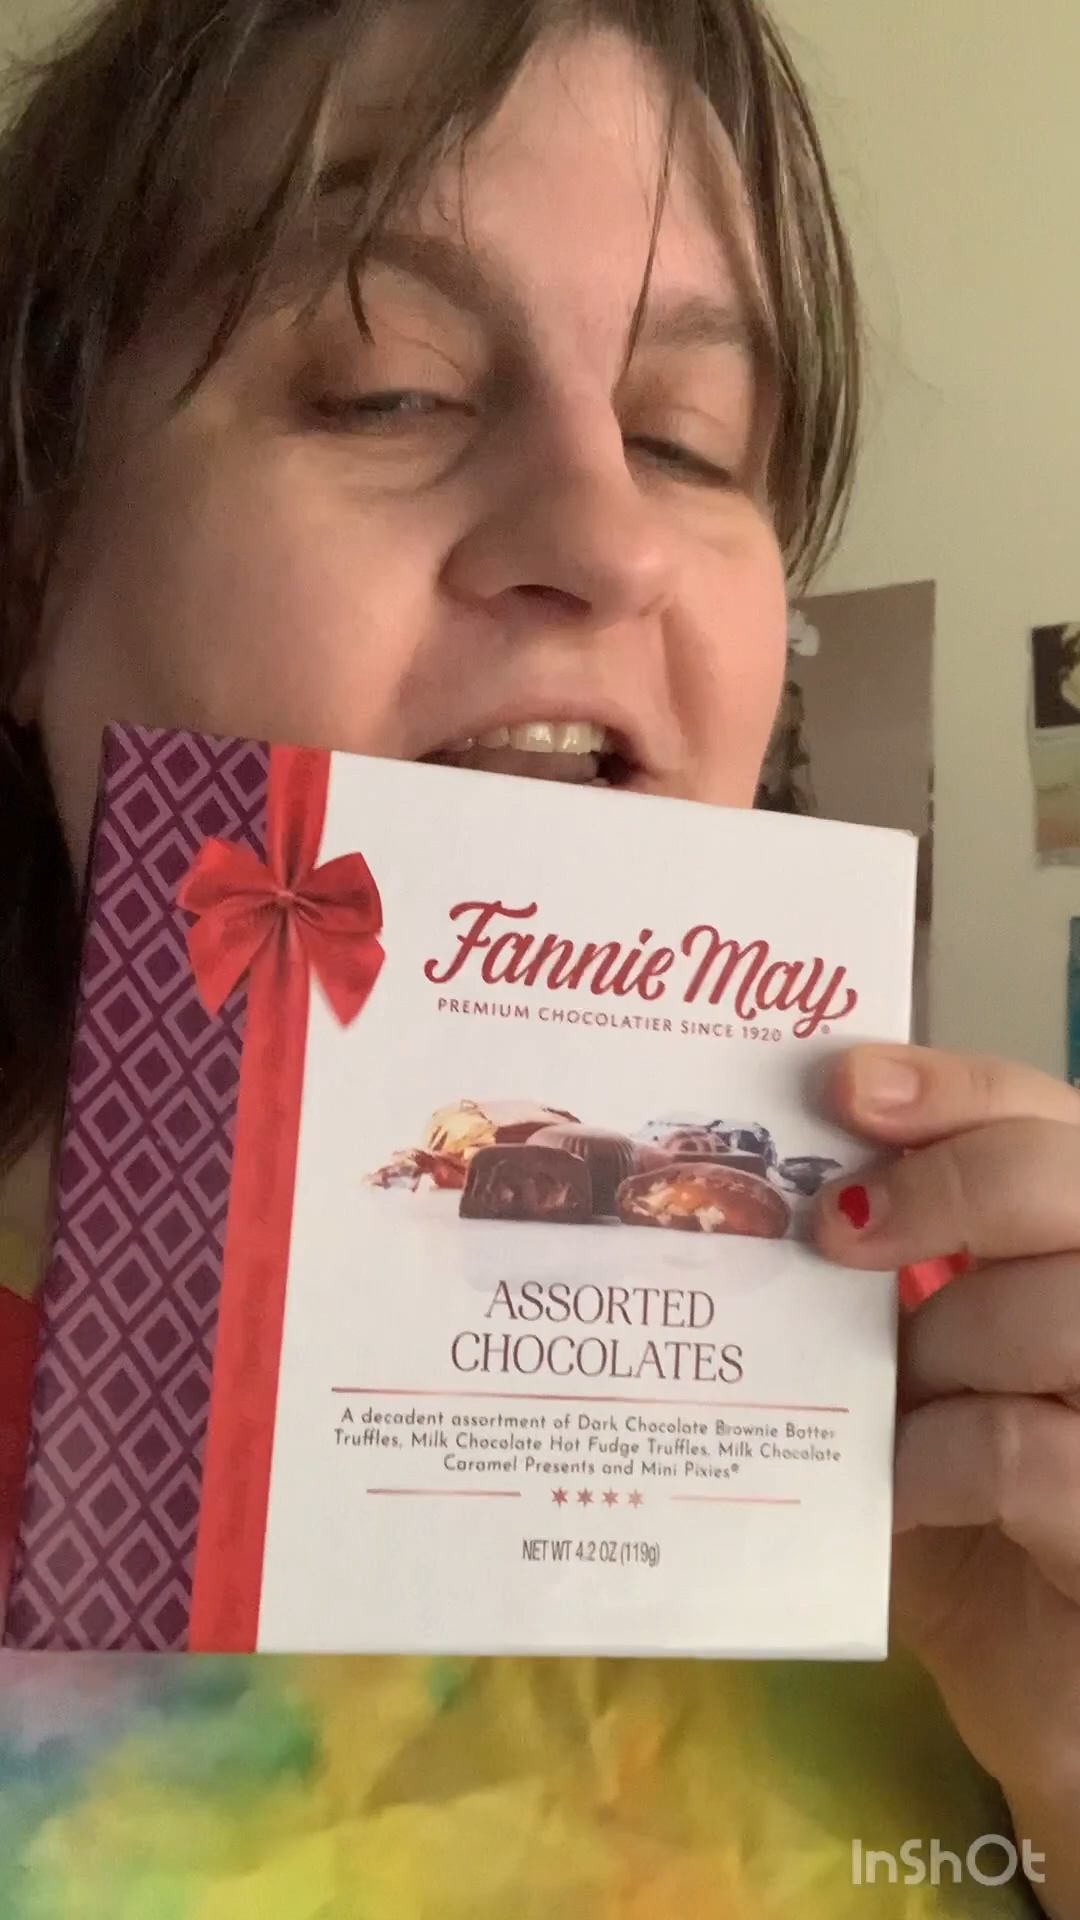 Fannie May®
PREMIUM CHOCOLATIER SINCE 1920
ASSORTED
CHOCOLATES
A decadent assortment of Dark Chocolate Brownie Batter
Truffles, Milk Chocolate Hot Fudge Truffles, Milk Chocolate
Caramel Presents and Mini Pixies®
NET WT 4.2 OZ (119g)
InShOt